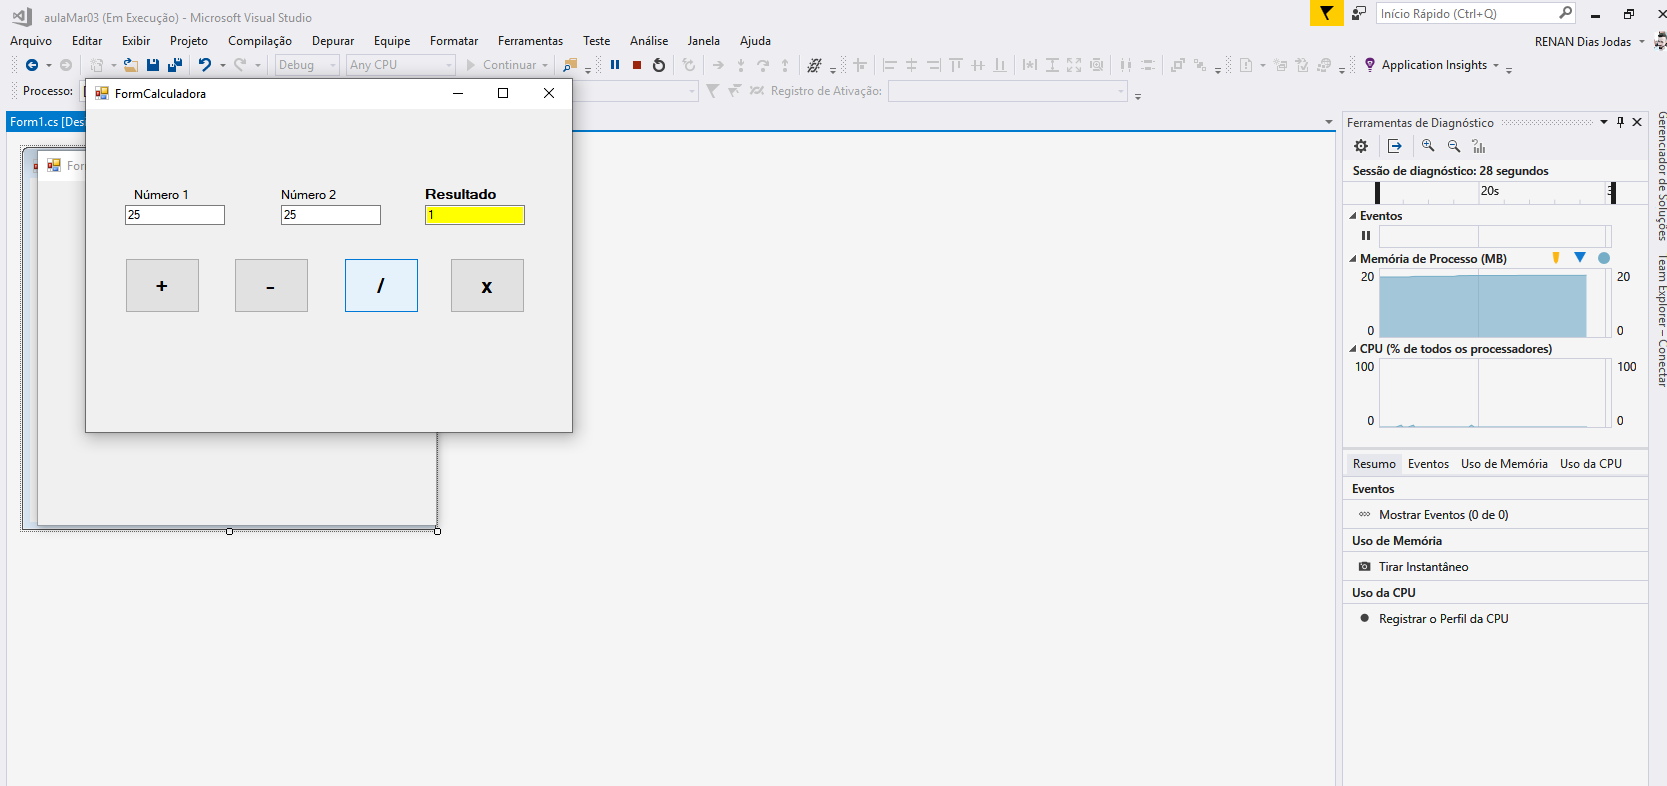 aulaMar03 (Em Execução) - Microsoft Visual Studio
Início Rápido (Ctrl+Q)
Arquivo Editar Exibir Projeto Compilação Depurar Equipe Formatar Ferramentas Teste Análise Janela Ajuda
RENAN Dias Jodas
Debug Any CPU Continuar Application Insights
Processo: Registro de Ativação:
FormCalculadora
Form1.cs [Desi
For
Número 1 Número 2 Resultado
25 25 1
+ - / x
Ferramentas de Diagnóstico
Sessão de diagnóstico: 28 segundos
20s
Eventos
Memória de Processo (MB)
20 20
0 0
CPU (% de todos os processadores)
100 100
0 0
Resumo Eventos Uso de Memória Uso da CPU
Eventos
Mostrar Eventos (0 de 0)
Uso de Memória
Tirar Instantâneo
Uso da CPU
Registrar o Perfil da CPU
Gerenciador de Soluções
Team Explorer – Conectar